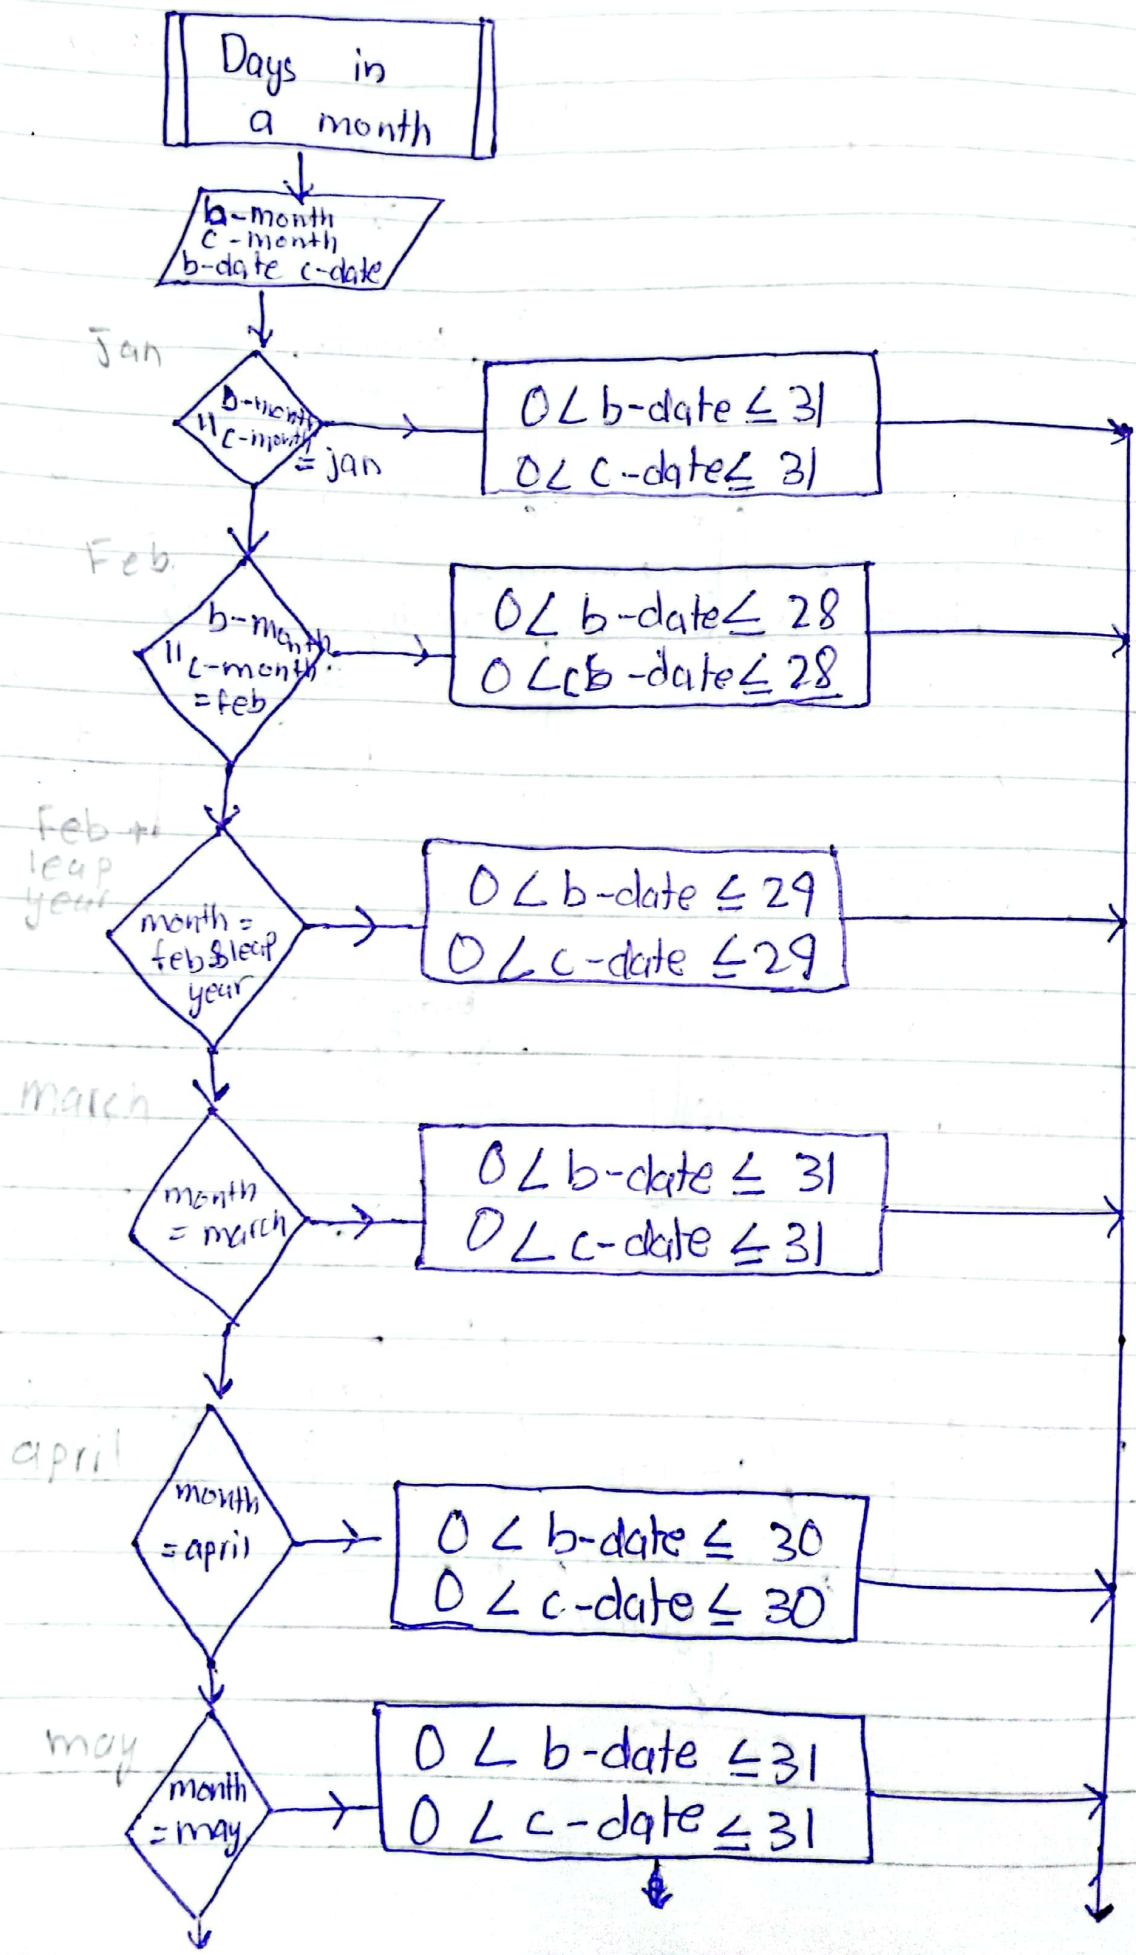 Days in
a month
b-month
c-month
b-date c-date
Jan
b-month
|| c-month
= jan
0 < b-date ≤ 31
0 < c-date ≤ 31
Feb.
b-month
|| c-month
= feb
0 < b-date ≤ 28
0 < cb-date ≤ 28
Feb +
leap
year
month =
feb & leap
year
0 < b-date ≤ 29
0 < c-date ≤ 29
march
month
= march
0 < b-date ≤ 31
0 < c-date ≤ 31
april
month
= april
0 < b-date ≤ 30
0 < c-date ≤ 30
may
month
= may
0 < b-date ≤ 31
0 < c-date ≤ 31